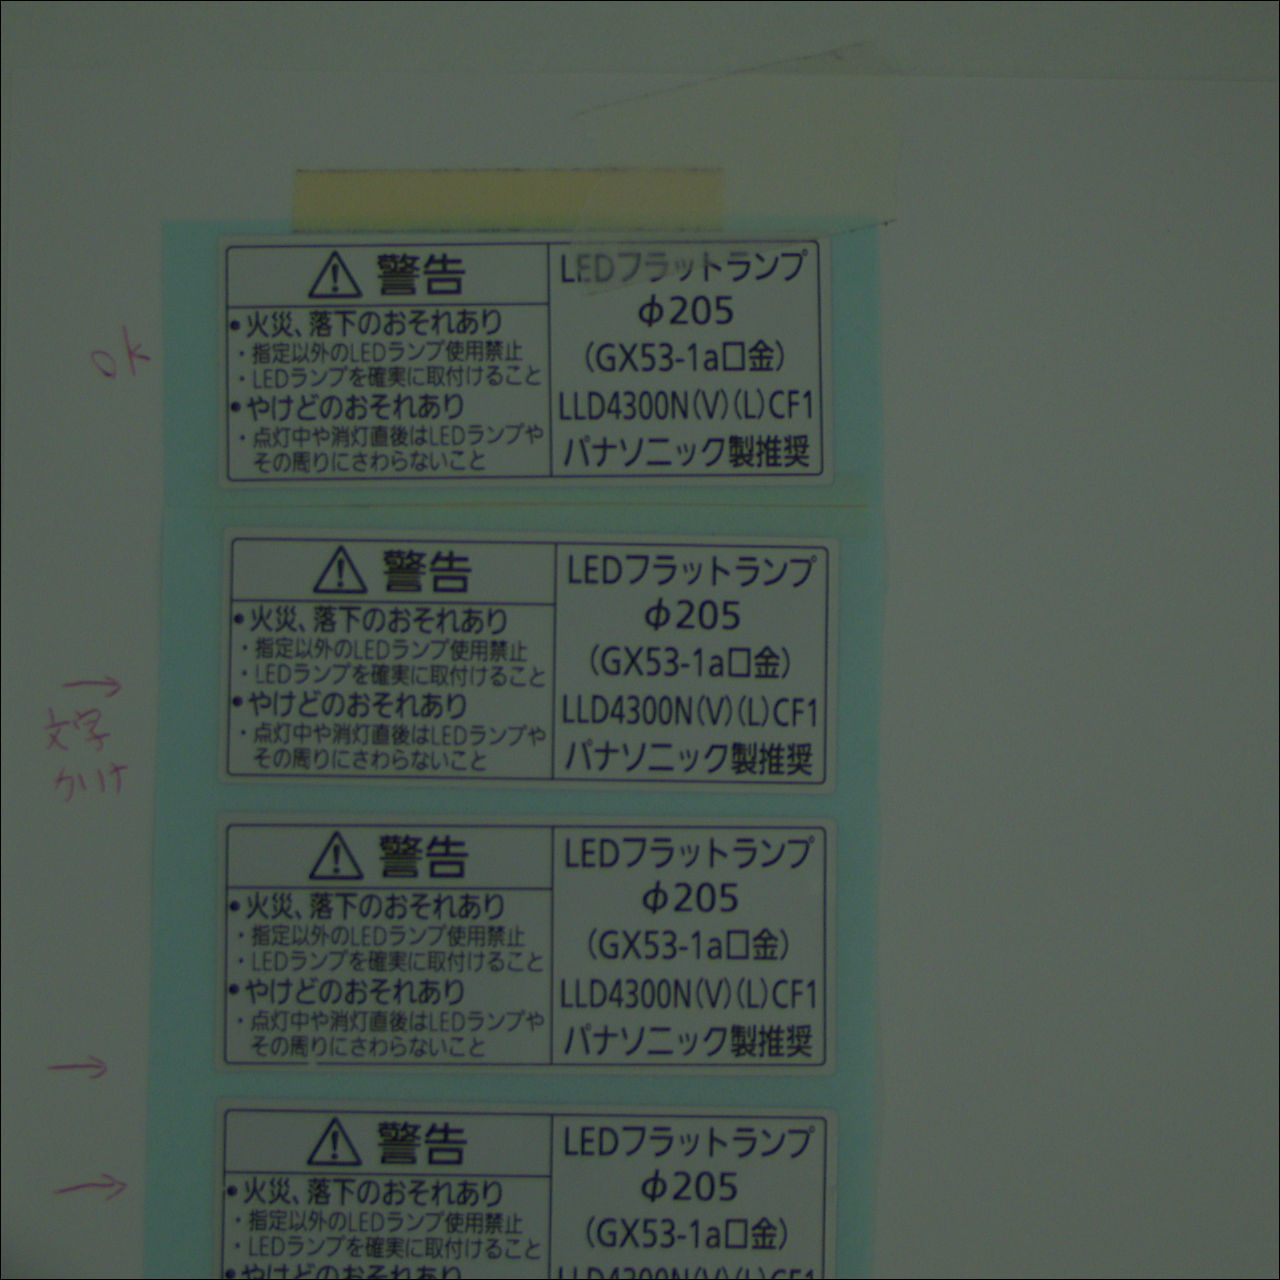 警告
●火災、落下のおそれあり
・指定以外のLEDランプ使用禁止
・LEDランプを確実に取付けること
●やけどのおそれあり
・点灯中や消灯直後はLEDランプや
その周りにさわらないこと
LEDフラットランプ
Φ205
(GX53-1a口金)
LLD4300N(V)(L)CF1
パナソニック製推奨
OK
警告
●火災、落下のおそれあり
・指定以外のLEDランプ使用禁止
・LEDランプを確実に取付けること
●やけどのおそれあり
・点灯中や消灯直後はLEDランプや
その周りにさわらないこと
LEDフラットランプ
Φ205
(GX53-1a口金)
LLD4300N(V)(L)CF1
パナソニック製推奨
→
文字
カケ
警告
●火災、落下のおそれあり
・指定以外のLEDランプ使用禁止
・LEDランプを確実に取付けること
●やけどのおそれあり
・点灯中や消灯直後はLEDランプや
その周りにさわらないこと
LEDフラットランプ
Φ205
(GX53-1a口金)
LLD4300N(V)(L)CF1
パナソニック製推奨
→
警告
●火災、落下のおそれあり
・指定以外のLEDランプ使用禁止
・LEDランプを確実に取付けること
●やけどのおそれあり
LEDフラットランプ
Φ205
(GX53-1a口金)
LLD4300N(V)(L)CF1
→